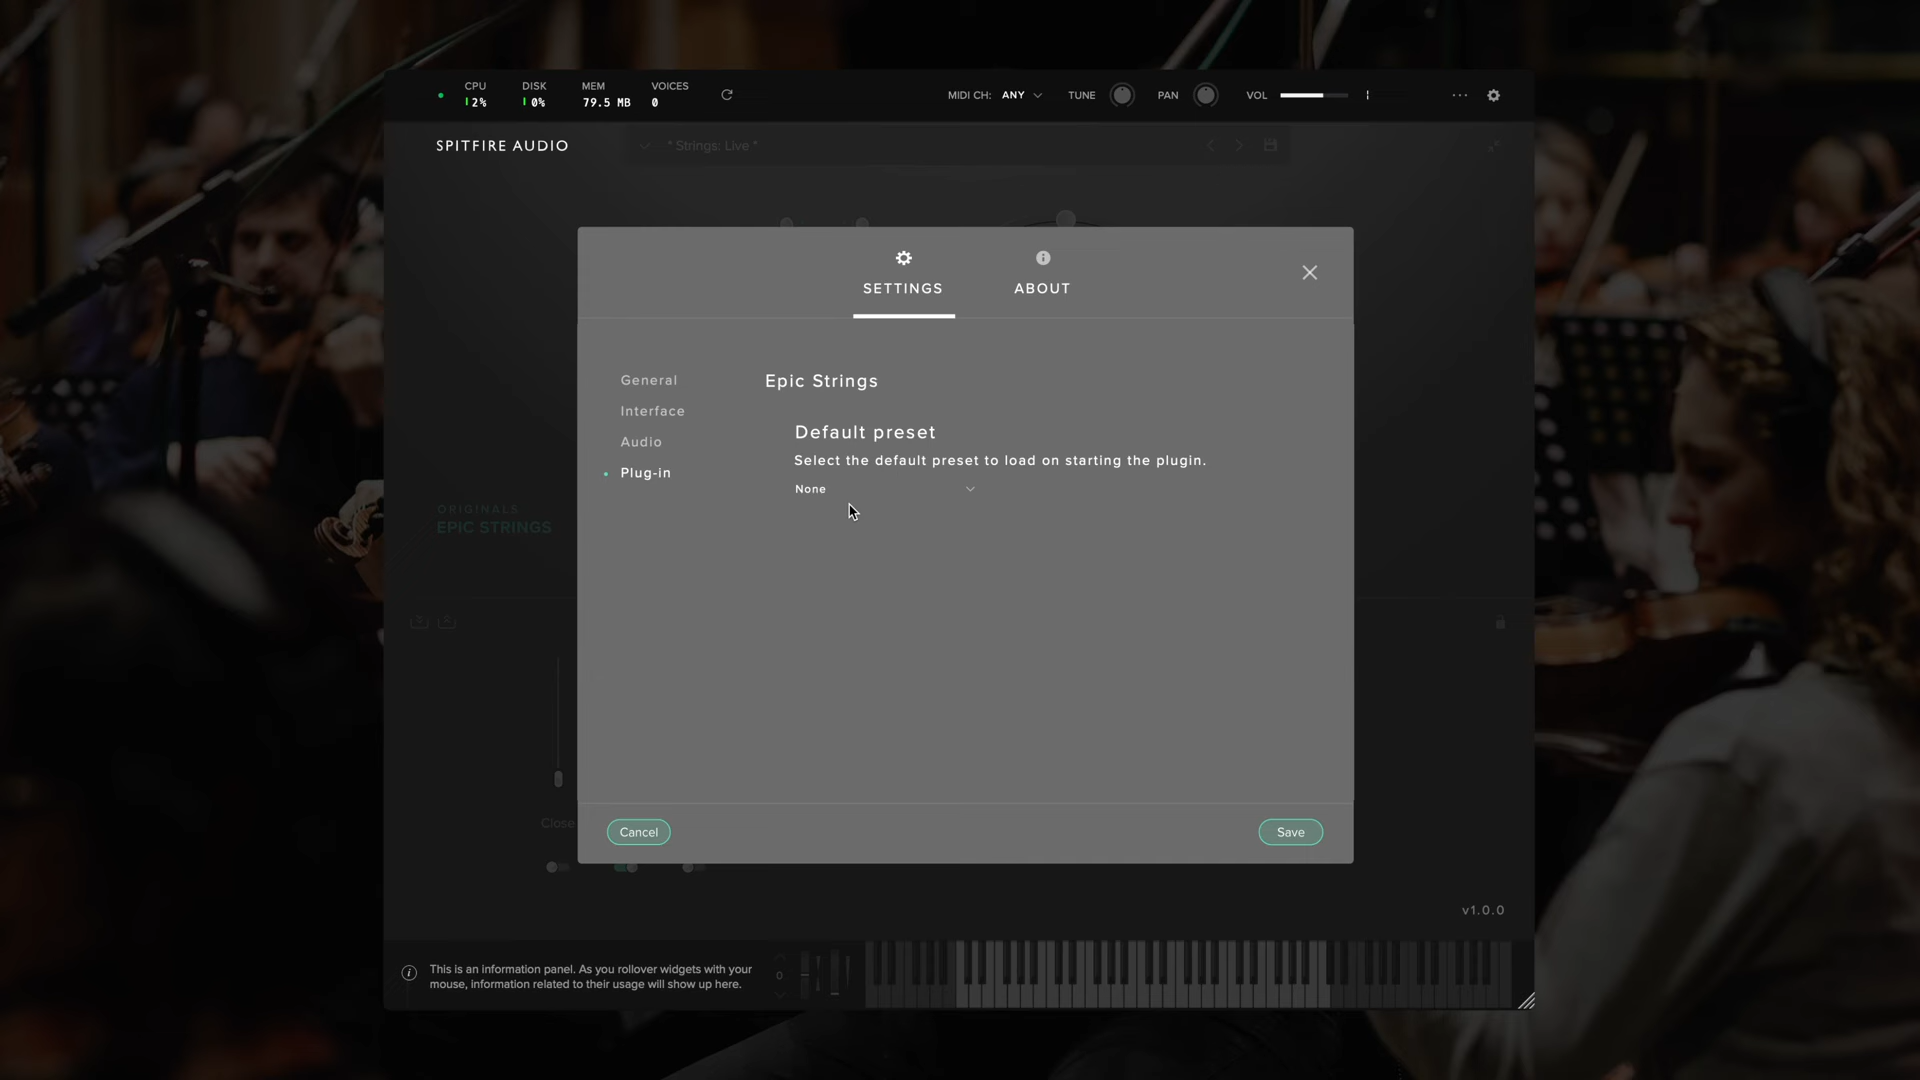 CPU
2%
DISK
0%
MEM
79.5 MB
VOICES
0
MIDI CH: ANY
TUNE
PAN
VOL
SPITFIRE AUDIO
* Strings: Live *
SETTINGS
ABOUT
General
Interface
Audio
Plug-in
Epic Strings
Default preset
Select the default preset to load on starting the plugin.
None
ORIGINALS
EPIC STRINGS
Close
Cancel
Save
v1.0.0
This is an information panel. As you rollover widgets with your
mouse, information related to their usage will show up here.
0